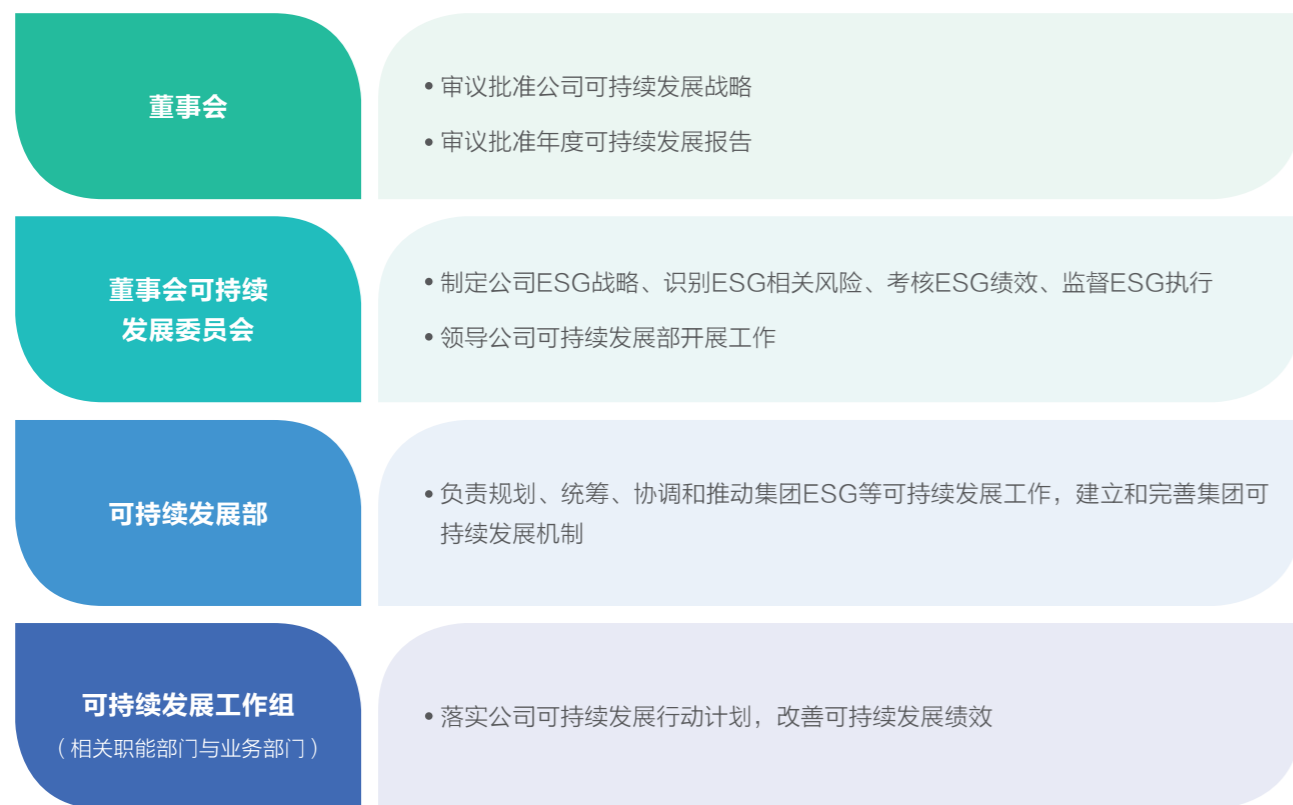 董事会
• 审议批准公司可持续发展战略
• 审议批准年度可持续发展报告
董事会可持续
发展委员会
• 制定公司ESG战略、识别ESG相关风险、考核ESG绩效、监督ESG执行
• 领导公司可持续发展部开展工作
可持续发展部
• 负责规划、统筹、协调和推动集团ESG等可持续发展工作，建立和完善集团可
持续发展机制
可持续发展工作组
（相关职能部门与业务部门）
• 落实公司可持续发展行动计划，改善可持续发展绩效